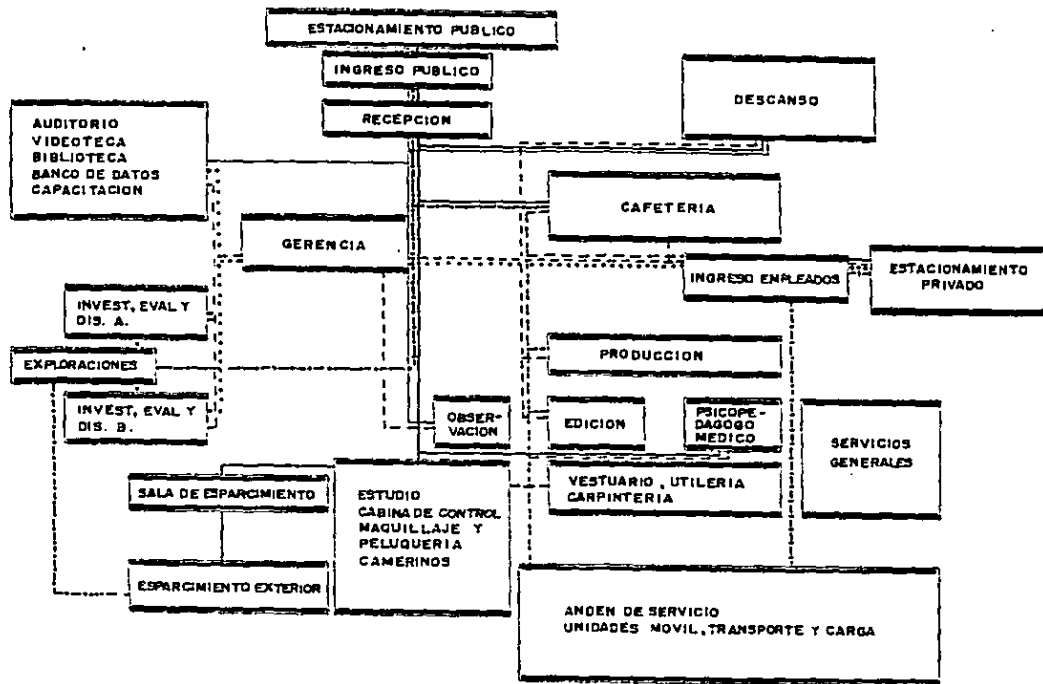 ESTACIONAMIENTO PUBLICO
INGRESO PUBLICO
RECEPCION
DESCANSO
AUDITORIO
VIDEOTECA
BIBLIOTECA
BANCO DE DATOS
CAPACITACION
CAFETERIA
GERENCIA
INGRESO EMPLEADOS
ESTACIONAMIENTO
PRIVADO
INVEST, EVAL Y
DIS. A.
PRODUCCION
EXPLORACIONES
INVEST, EVAL Y
DIS. B.
OBSER-
VACION
EDICION
PSICOPE-
DAGOGO
MEDICO
SERVICIOS
GENERALES
SALA DE ESPARCIMIENTO
ESTUDIO
CABINA DE CONTROL
MAQUILLAJE Y
PELUQUERIA
CAMERINOS
VESTUARIO, UTILERIA
CARPINTERIA
ESPARCIMIENTO EXTERIOR
ANDEN DE SERVICIO
UNIDADES MOVIL, TRANSPORTE Y CARGA